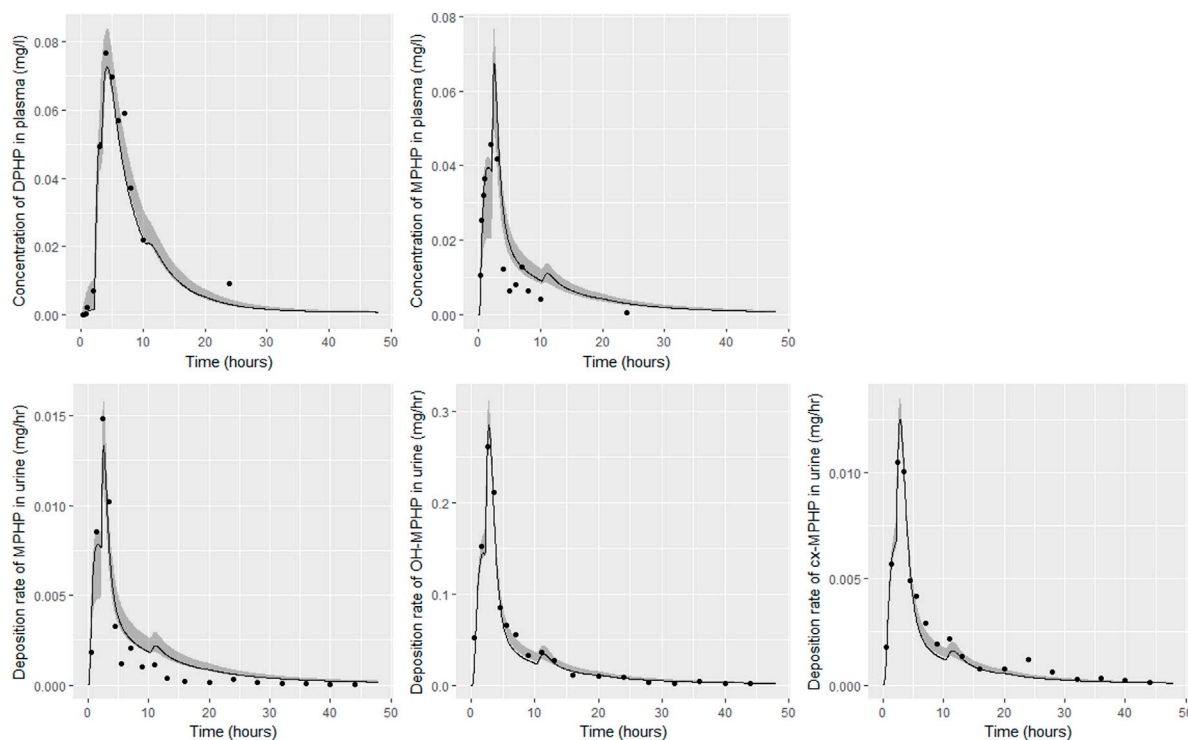 Concentration of DPHP in plasma (mg/l)
0.08
0.06
0.04
0.02
0.00
0 10 20 30 40 50
Time (hours)
Concentration of MPHP in plasma (mg/l)
0.08
0.06
0.04
0.02
0.00
0 10 20 30 40 50
Time (hours)
Deposition rate of MPHP in urine (mg/hr)
0.015
0.010
0.005
0.000
0 10 20 30 40 50
Time (hours)
Deposition rate of OH-MPHP in urine (mg/hr)
0.3
0.2
0.1
0.0
0 10 20 30 40 50
Time (hours)
Deposition rate of cx-MPHP in urine (mg/hr)
0.010
0.005
0.000
0 10 20 30 40 50
Time (hours)